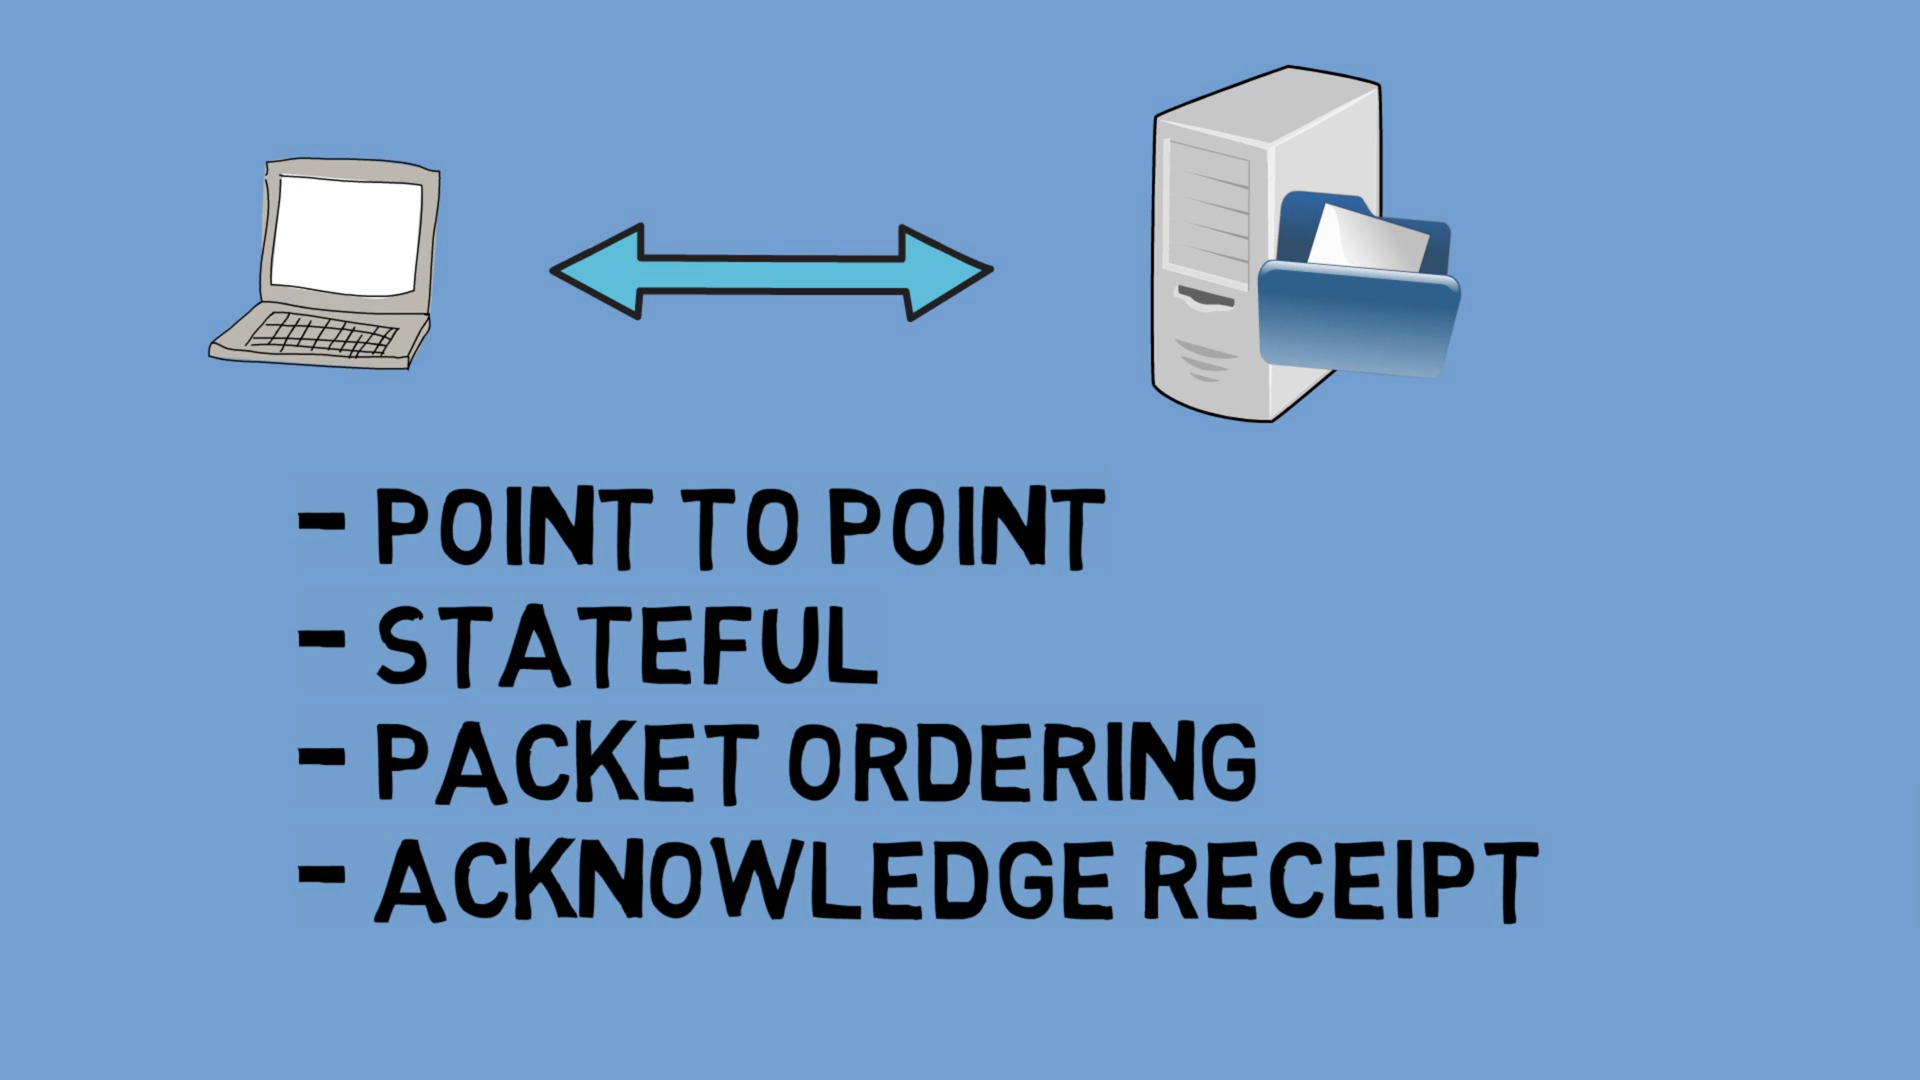 - POINT TO POINT
- STATEFUL
- PACKET ORDERING
- ACKNOWLEDGE RECEIPT